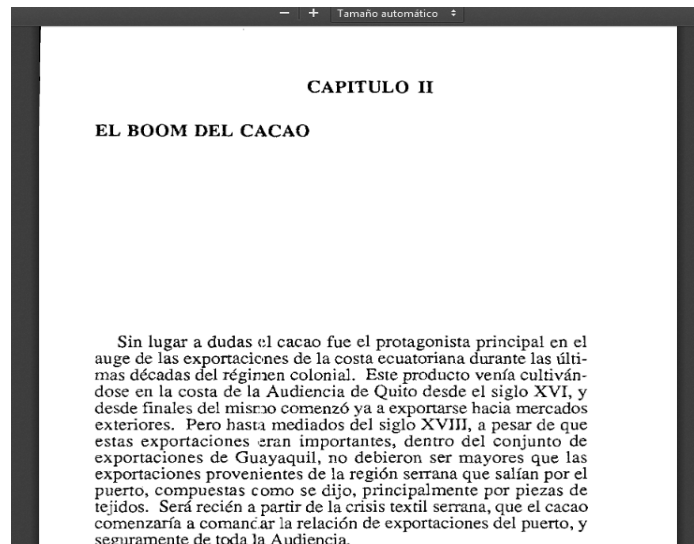 Tamaño automático
CAPITULO II
EL BOOM DEL CACAO
Sin lugar a dudas el cacao fue el protagonista principal en el
auge de las exportaciones de la costa ecuatoriana durante las últi-
mas décadas del régimen colonial. Este producto venía cultiván-
dose en la costa de la Audiencia de Quito desde el siglo XVI, y
desde finales del mismo comenzó ya a exportarse hacia mercados
exteriores. Pero hasta mediados del siglo XVIII, a pesar de que
estas exportaciones eran importantes, dentro del conjunto de
exportaciones de Guayaquil, no debieron ser mayores que las
exportaciones provenientes de la región serrana que salían por el
puerto, compuestas como se dijo, principalmente por piezas de
tejidos. Será recién a partir de la crisis textil serrana, que el cacao
comenzaría a comandar la relación de exportaciones del puerto, y
seguramente de toda la Audiencia.